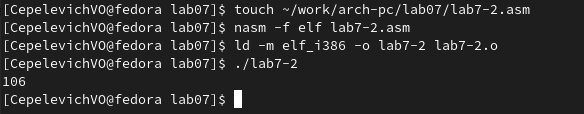 [CepelevichVO@fedora lab07]$ touch ~/work/arch-pc/lab07/lab7-2.asm
[CepelevichVO@fedora lab07]$ nasm -f elf lab7-2.asm
[CepelevichVO@fedora lab07]$ ld -m elf_i386 -o lab7-2 lab7-2.o
[CepelevichVO@fedora lab07]$ ./lab7-2
106
[CepelevichVO@fedora lab07]$